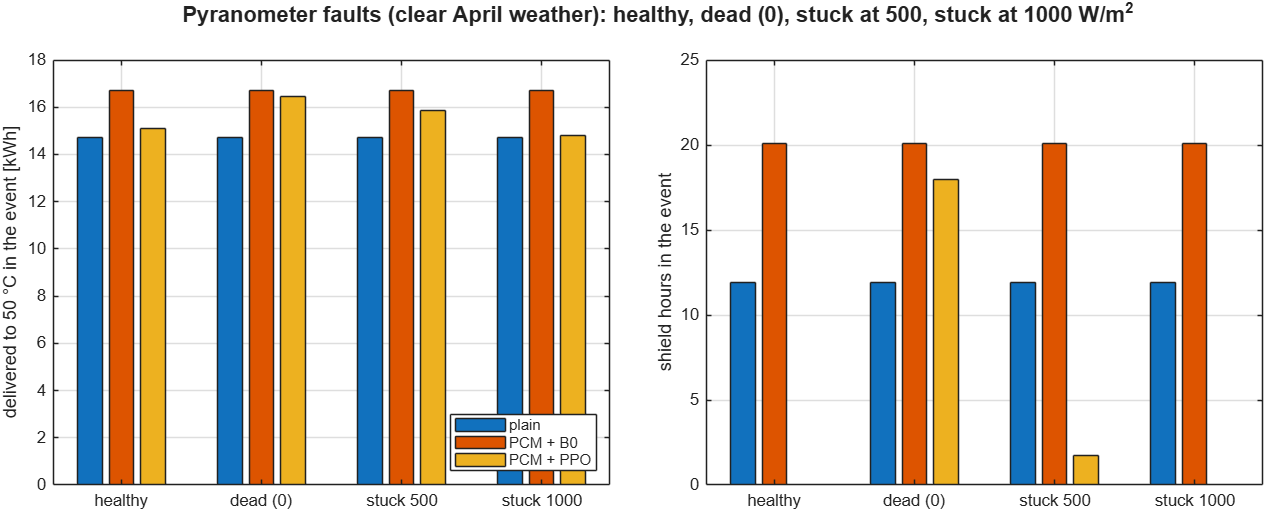 Pyranometer faults (clear April weather): healthy, dead (0), stuck at 500, stuck at 1000 W/m²
delivered to 50 °C in the event [kWh]
18
16
14
12
10
8
6
4
2
0
healthy
dead (0)
stuck 500
stuck 1000
plain
PCM + B0
PCM + PPO
shield hours in the event
25
20
15
10
5
0
healthy
dead (0)
stuck 500
stuck 1000